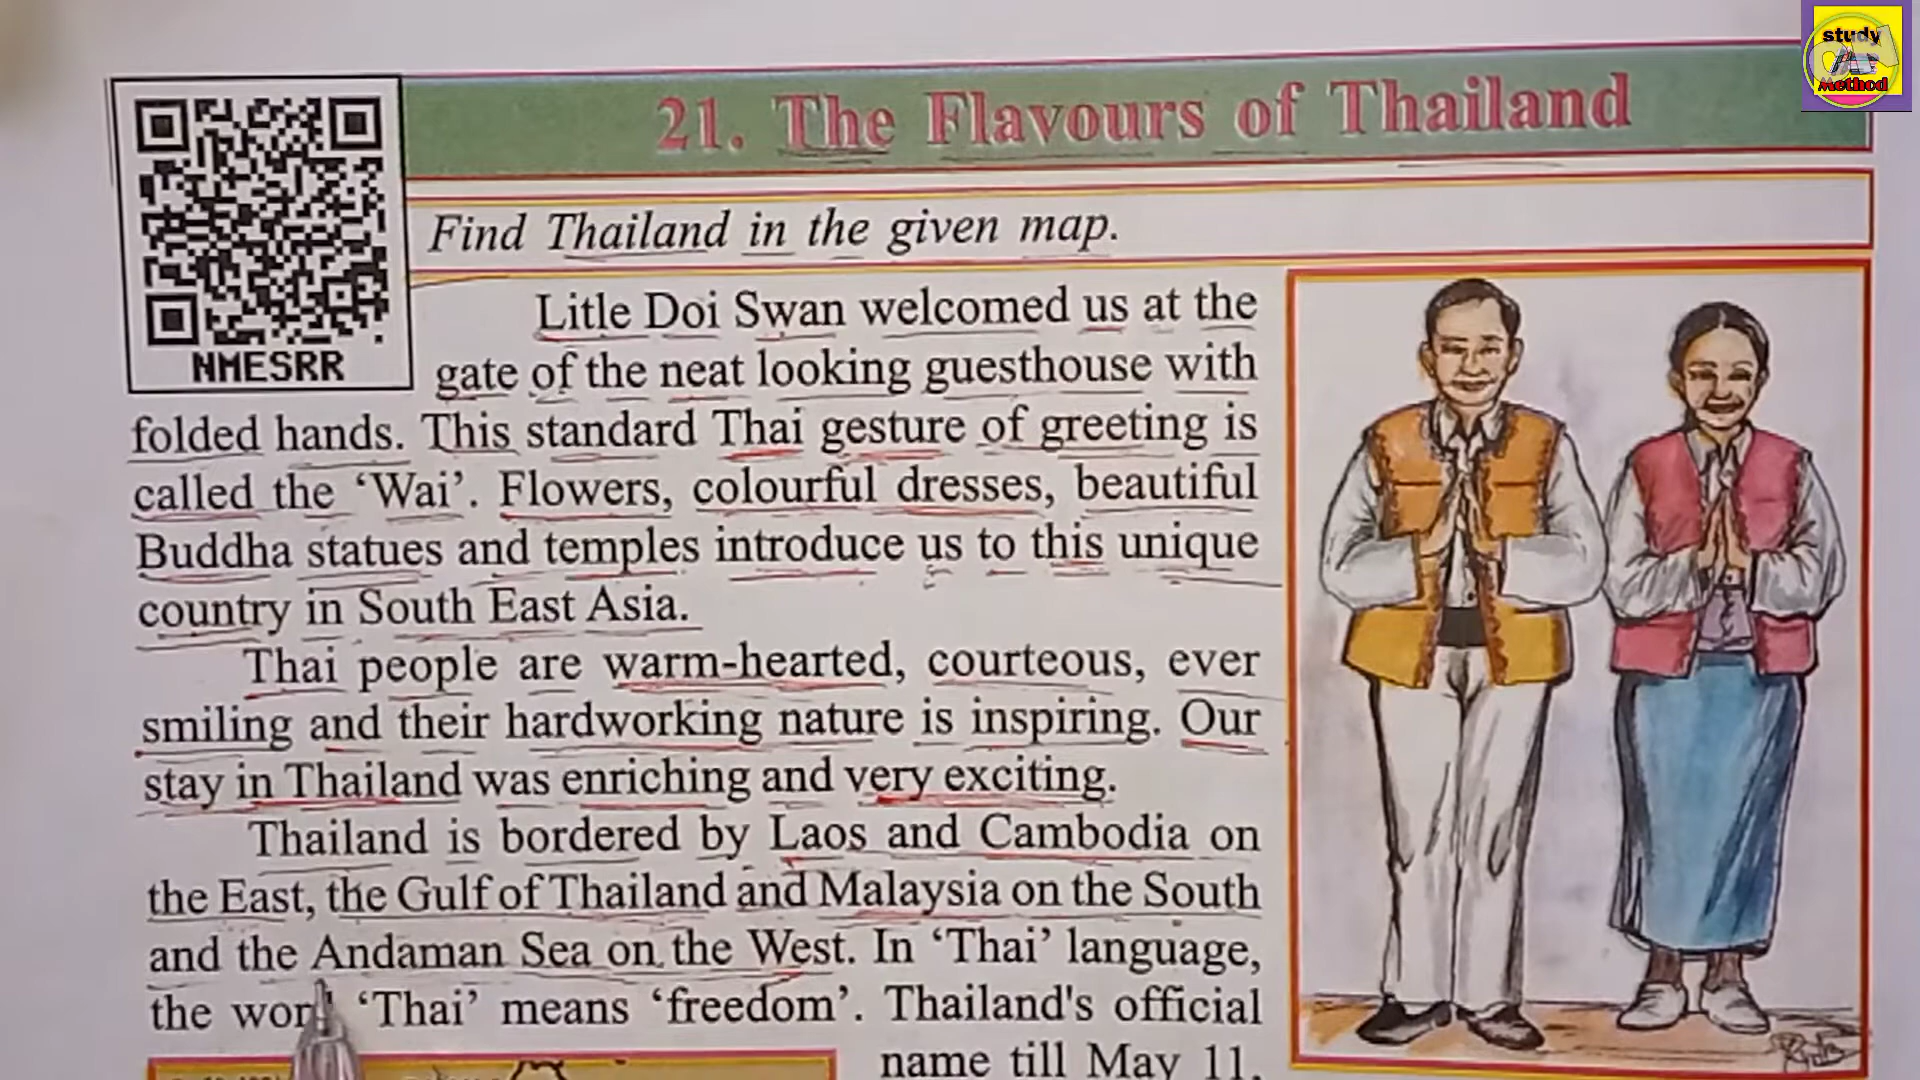 study
Method
21. The Flavours of Thailand
NMESRR
Find Thailand in the given map.
Litle Doi Swan welcomed us at the
gate of the neat looking guesthouse with
folded hands. This standard Thai gesture of greeting is
called the ‘Wai’. Flowers, colourful dresses, beautiful
Buddha statues and temples introduce us to this unique
country in South East Asia.
Thai people are warm-hearted, courteous, ever
smiling and their hardworking nature is inspiring. Our
stay in Thailand was enriching and very exciting.
Thailand is bordered by Laos and Cambodia on
the East, the Gulf of Thailand and Malaysia on the South
and the Andaman Sea on the West. In ‘Thai’ language,
the word ‘Thai’ means ‘freedom’. Thailand's official
name till May 11,